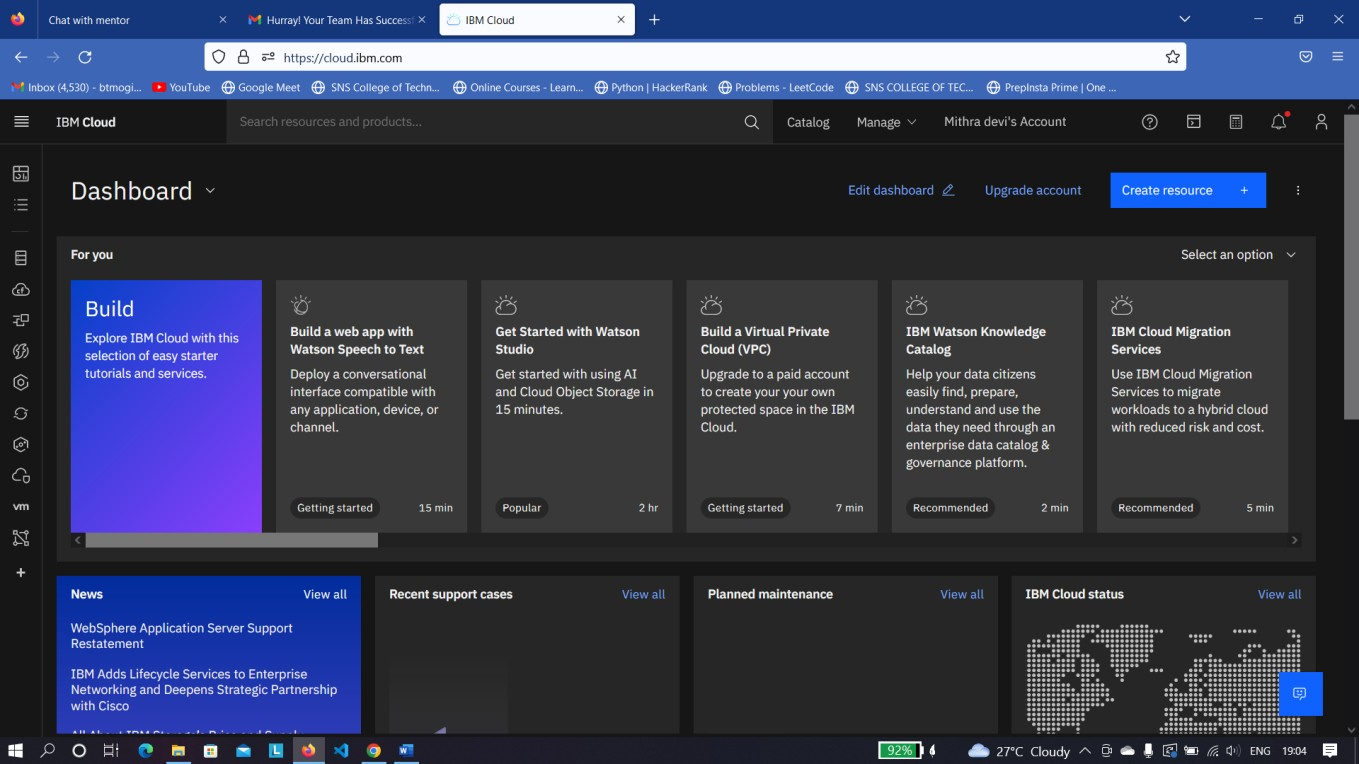 Chat with mentor
Hurray! Your Team Has Success
IBM Cloud
https://cloud.ibm.com
Inbox (4,530) - btmogi...
YouTube
Google Meet
SNS College of Techn...
Online Courses - Learn...
Python | HackerRank
Problems - LeetCode
SNS COLLEGE OF TEC...
PrepInsta Prime | One ...
IBM Cloud
Search resources and products...
Catalog
Manage
Mithra devi's Account
Dashboard
Edit dashboard
Upgrade account
Create resource +
For you
Select an option
Build
Explore IBM Cloud with this
selection of easy starter
tutorials and services.
Build a web app with
Watson Speech to Text
Deploy a conversational
interface compatible with
any application, device, or
channel.
Getting started
15 min
Get Started with Watson
Studio
Get started with using AI
and Cloud Object Storage in
15 minutes.
Popular
2 hr
Build a Virtual Private
Cloud (VPC)
Upgrade to a paid account
to create your your own
protected space in the IBM
Cloud.
Getting started
7 min
IBM Watson Knowledge
Catalog
Help your data citizens
easily find, prepare,
understand and use the
data they need through an
enterprise data catalog &
governance platform.
Recommended
2 min
IBM Cloud Migration
Services
Use IBM Cloud Migration
Services to migrate
workloads to a hybrid cloud
with reduced risk and cost.
Recommended
5 min
vm
News
View all
WebSphere Application Server Support
Restatement
IBM Adds Lifecycle Services to Enterprise
Networking and Deepens Strategic Partnership
with Cisco
Recent support cases
View all
Planned maintenance
View all
IBM Cloud status
View all
92%
27°C Cloudy
ENG
19:04